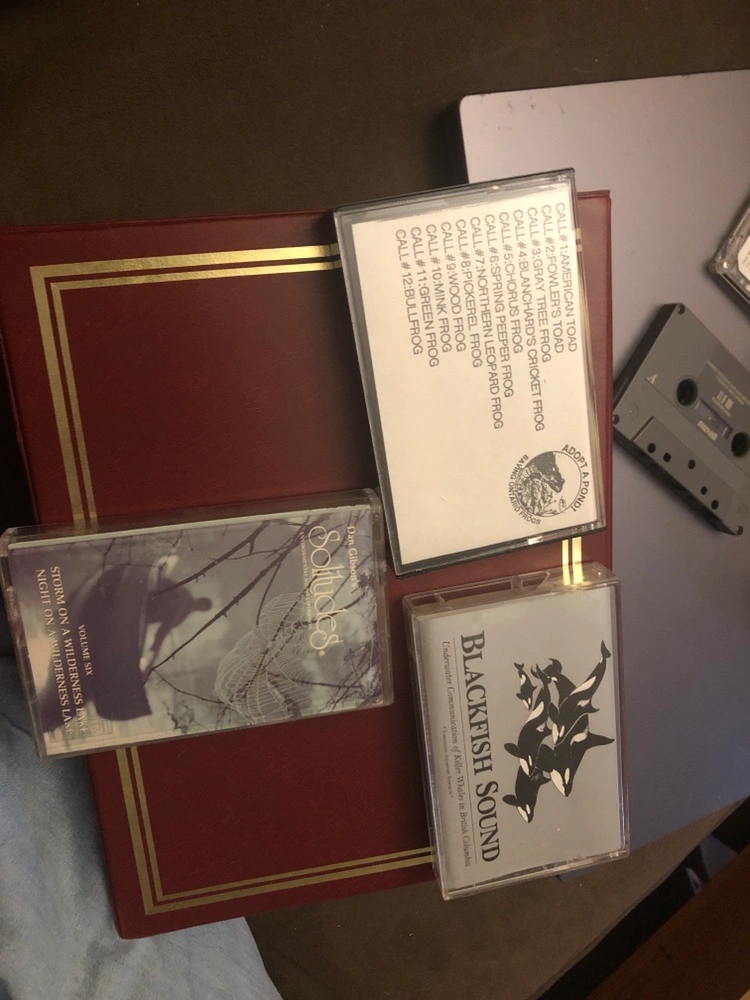 CALL#1:AMERICAN TOAD
CALL#2:FOWLER'S TOAD
CALL#3:GRAY TREE FROG
CALL#4:BLANCHARD'S CRICKET FROG
CALL#5:CHORUS FROG
CALL#6:SPRING PEEPER FROG
CALL#7:NORTHERN LEOPARD FROG
CALL#8:PICKEREL FROG
CALL#9:WOOD FROG
CALL#10:MINK FROG
CALL#11:GREEN FROG
CALL#12:BULLFROG
ADOPT A POND!
SAVING ONTARIO FROGS
Dan Gibson's
Solitudes®
VOLUME SIX
STORM ON A WILDERNESS LAKE
NIGHT ON A WILDERNESS LAKE
BLACKFISH SOUND
Underwater Communication of Killer Whales in British Columbia
A
maxell